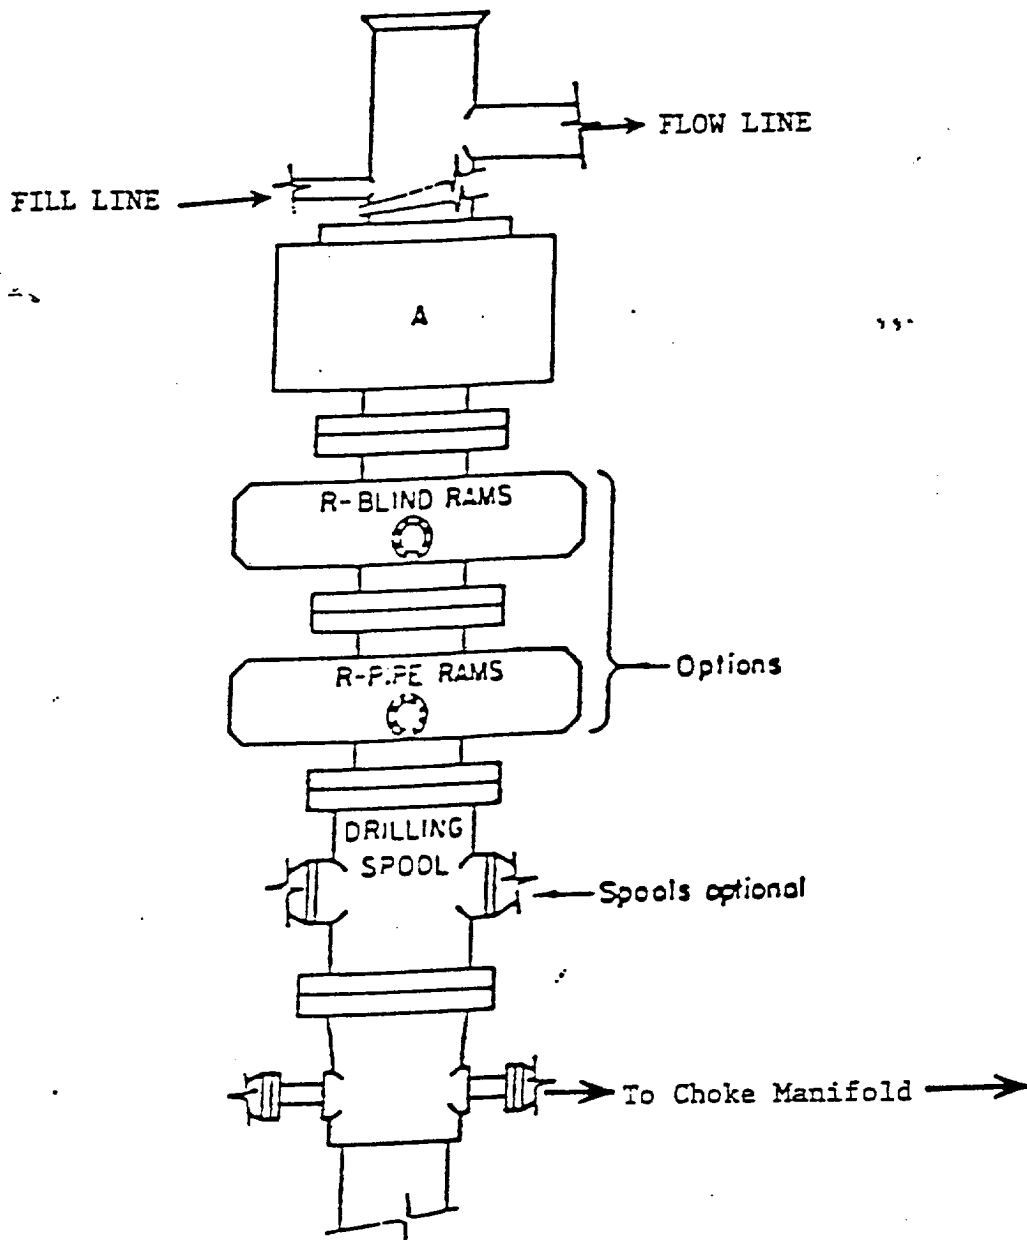 FLOW LINE
FILL LINE
A
R-BLIND RAMS
R-PIPE RAMS
Options
DRILLING
SPOOL
Spools optional
To Choke Manifold